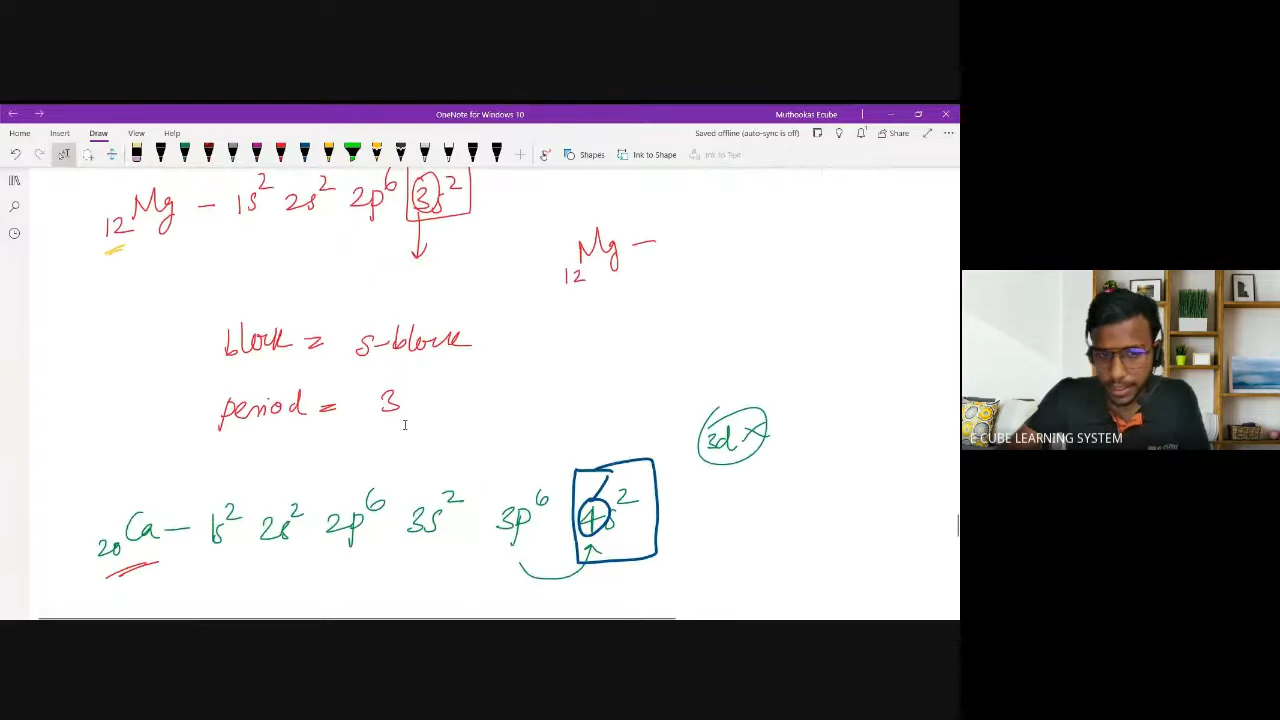 OneNote for Windows 10
Muthookas Ecube
Home Insert Draw View Help
Saved offline (auto-sync is off)
Share
Shapes
Ink to Shape
Ink to Text
₁₂Mg – 1s² 2s² 2p⁶ 3s²
₁₂Mg –
block = s-block
period = 3
3d ×
₂₀Ca – 1s² 2s² 2p⁶ 3s² 3p⁶ 4s²
E CUBE LEARNING SYSTEM